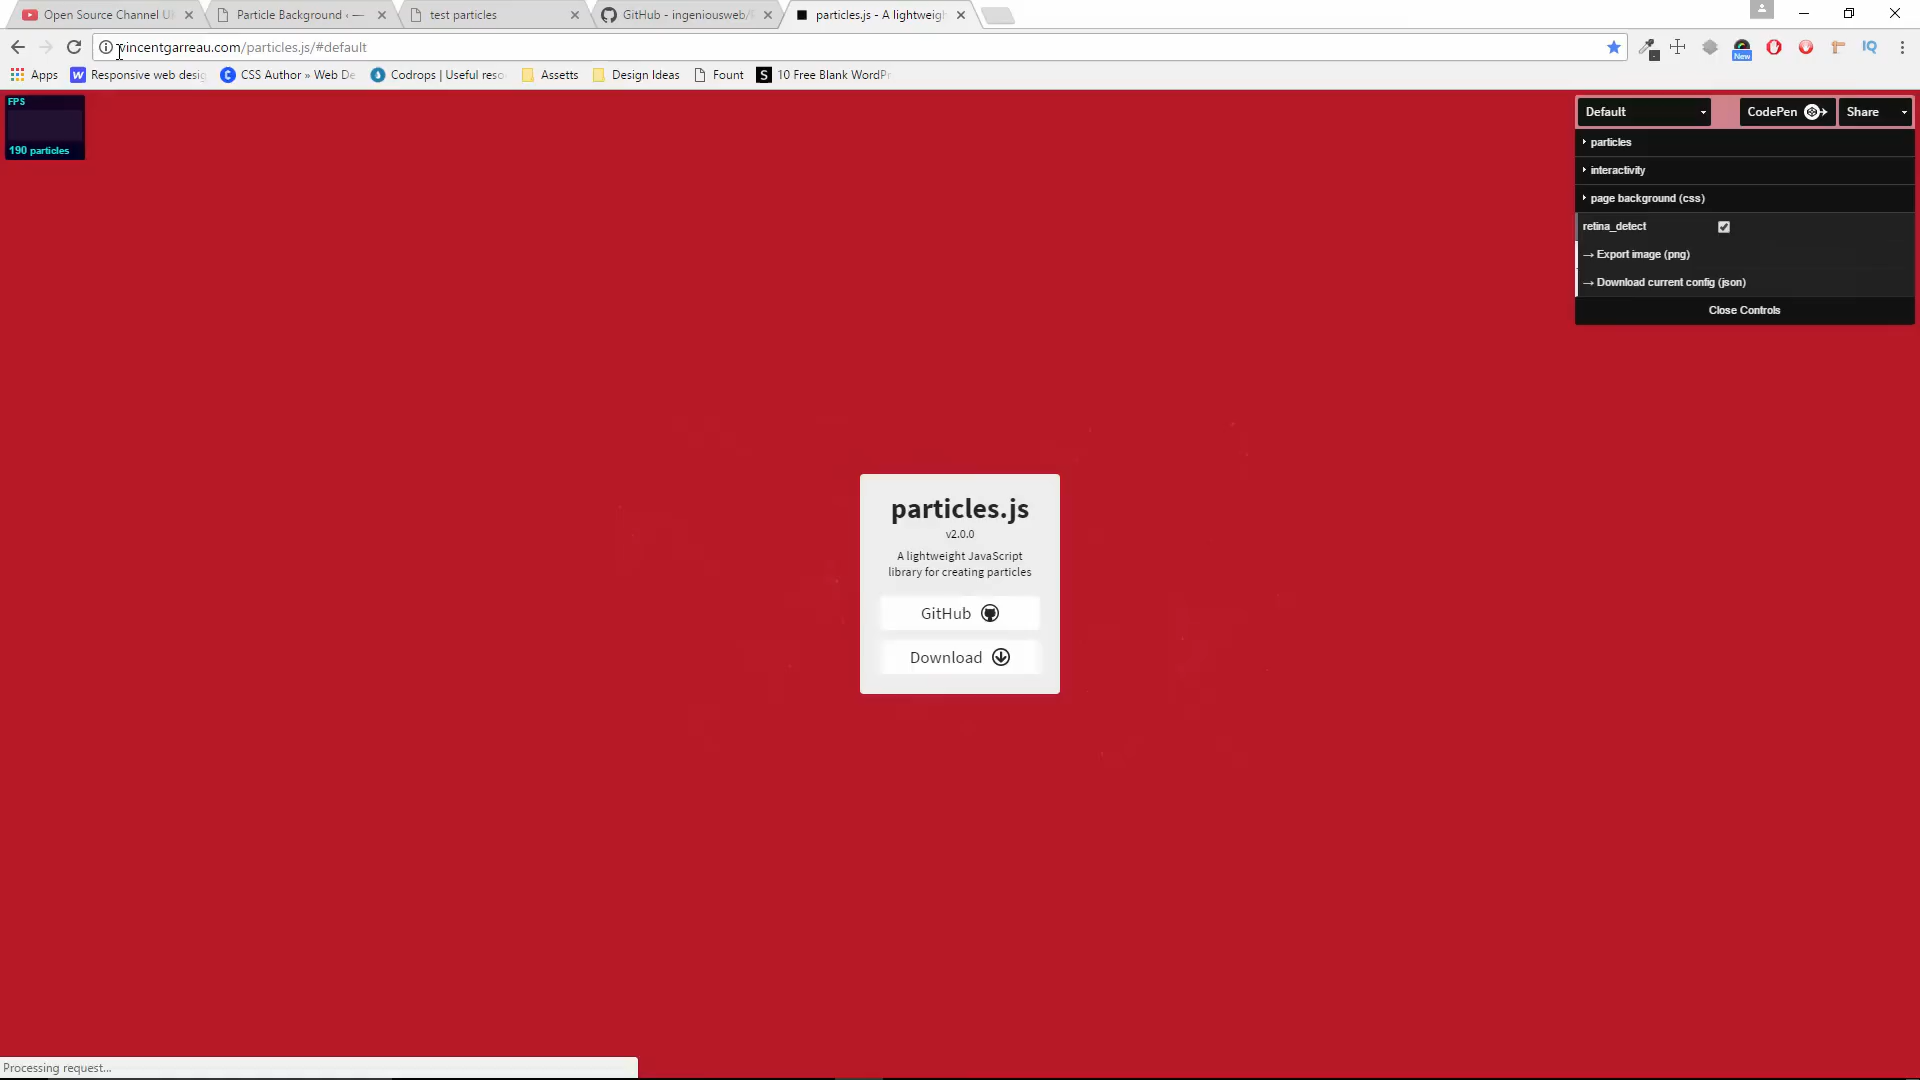 Open Source Channel U
Particle Background ‹ —
test particles
GitHub - ingeniousweb/
particles.js - A lightweigh
vincentgarreau.com/particles.js/#default
Apps
Responsive web desig
CSS Author » Web De
Codrops | Useful reso
Assetts
Design Ideas
Fount
10 Free Blank WordPr
New
IQ
FPS
190 particles
Default
CodePen
Share
particles
interactivity
page background (css)
retina_detect
→ Export image (png)
→ Download current config (json)
Close Controls
particles.js
v2.0.0
A lightweight JavaScript
library for creating particles
GitHub
Download
Processing request...